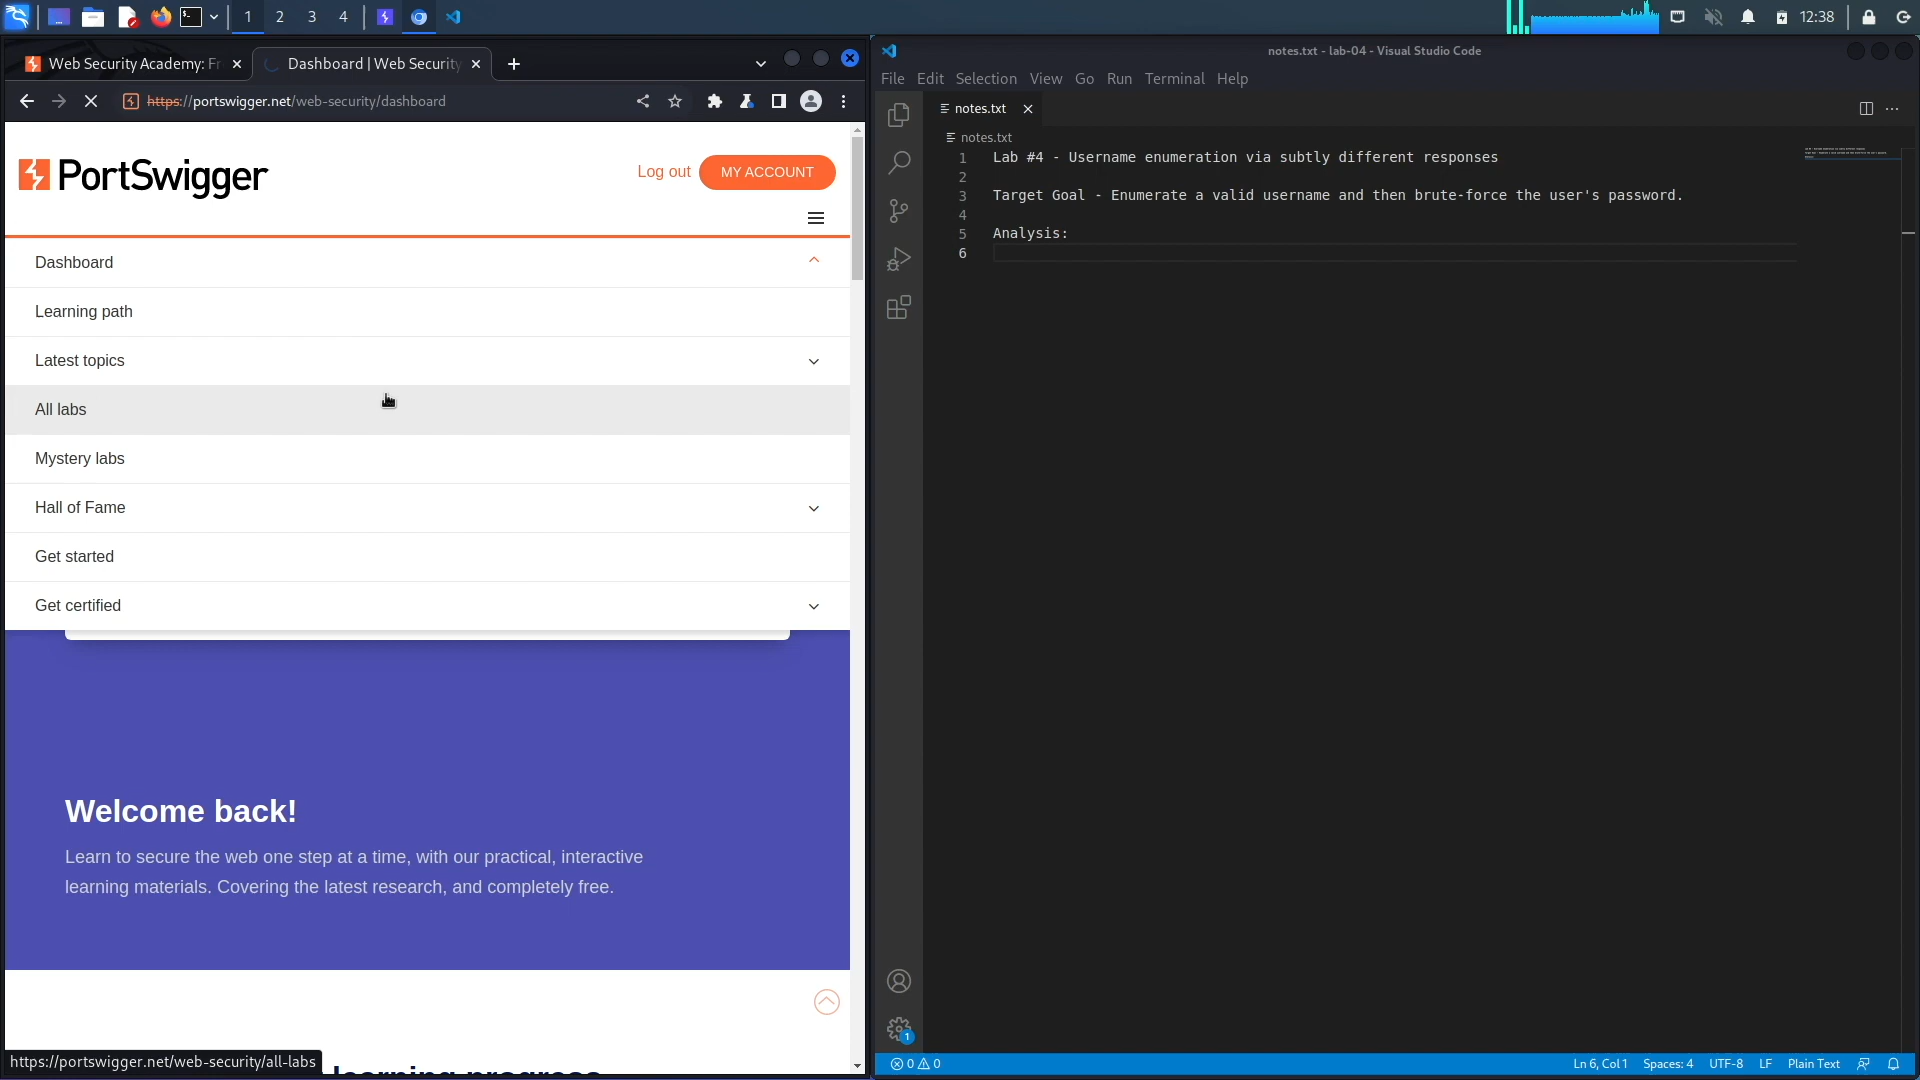 1 2 3 4
12:38
Web Security Academy: Fr
Dashboard | Web Security
https://portswigger.net/web-security/dashboard
PortSwigger
Log out
MY ACCOUNT
Dashboard
Learning path
Latest topics
All labs
Mystery labs
Hall of Fame
Get started
Get certified
Welcome back!
Learn to secure the web one step at a time, with our practical, interactive
learning materials. Covering the latest research, and completely free.
learning progress
https://portswigger.net/web-security/all-labs
notes.txt - lab-04 - Visual Studio Code
File Edit Selection View Go Run Terminal Help
notes.txt
notes.txt
1 Lab #4 - Username enumeration via subtly different responses
2
3 Target Goal - Enumerate a valid username and then brute-force the user's password.
4
5 Analysis:
6
1
0 0
Ln 6, Col 1 Spaces: 4 UTF-8 LF Plain Text